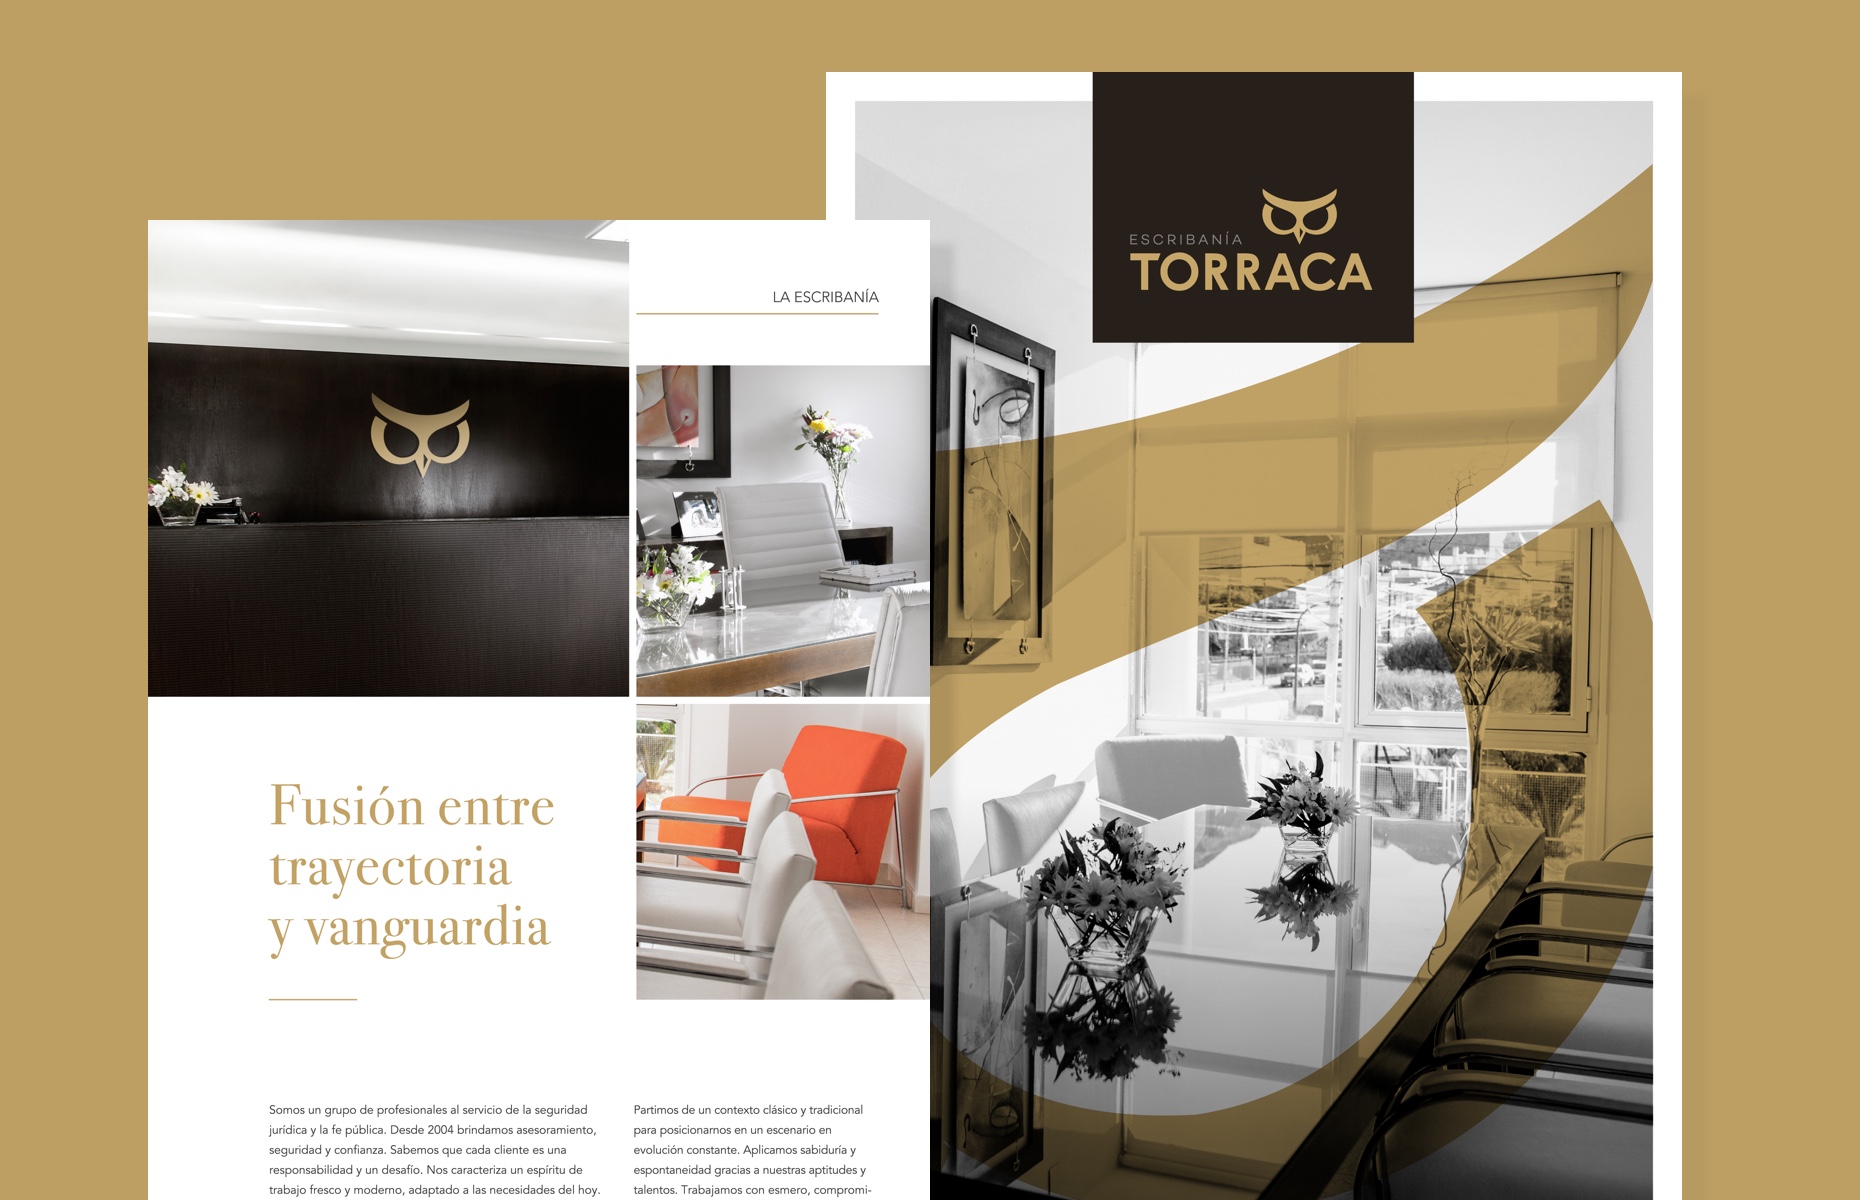 ESCRIBANÍA
TORRACA
LA ESCRIBANÍA
Fusión entre
trayectoria
y vanguardia
Somos un grupo de profesionales al servicio de la seguridad
jurídica y la fe pública. Desde 2004 brindamos asesoramiento,
seguridad y confianza. Sabemos que cada cliente es una
responsabilidad y un desafío. Nos caracteriza un espíritu de
trabajo fresco y moderno, adaptado a las necesidades del hoy.
Partimos de un contexto clásico y tradicional
para posicionarnos en un escenario en
evolución constante. Aplicamos sabiduría y
espontaneidad gracias a nuestras aptitudes y
talentos. Trabajamos con esmero, compromi-